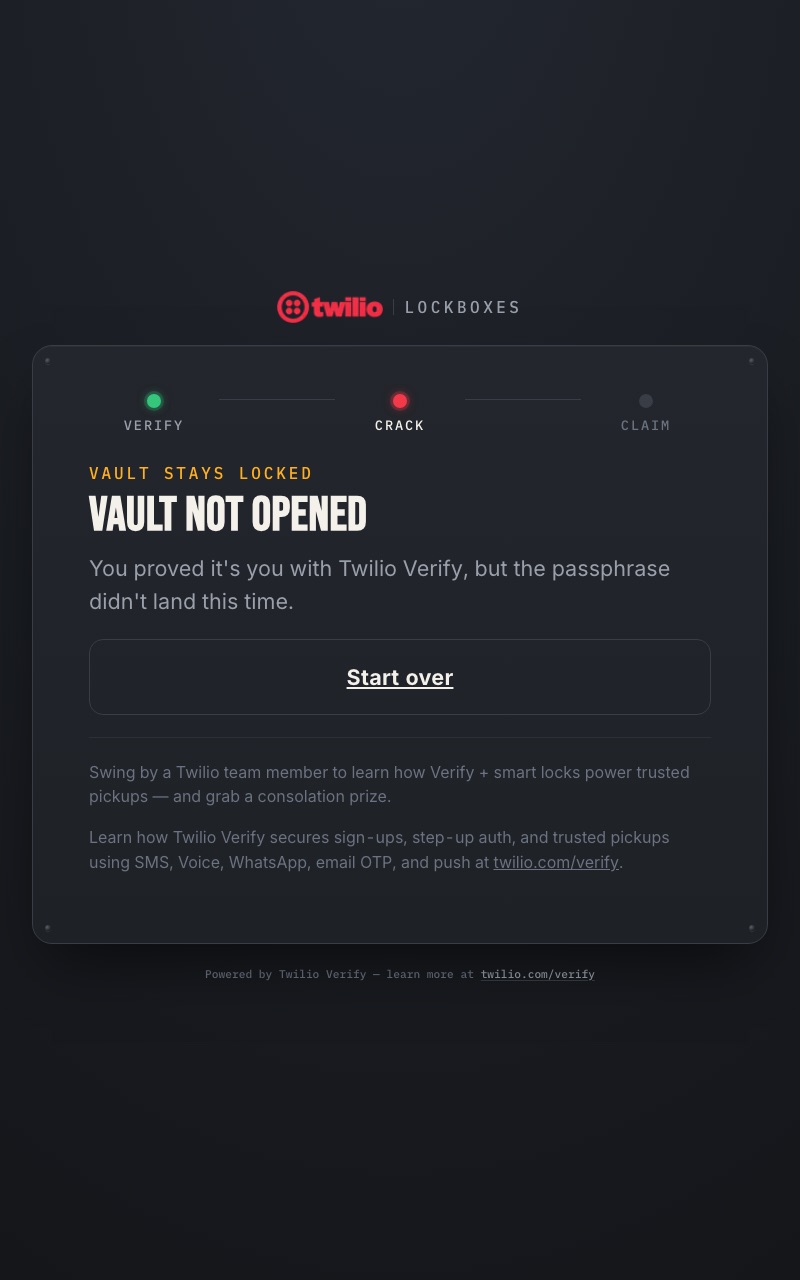 twilio LOCKBOXES
VERIFY CRACK CLAIM
VAULT STAYS LOCKED
VAULT NOT OPENED
You proved it's you with Twilio Verify, but the passphrase
didn't land this time.
Start over
Swing by a Twilio team member to learn how Verify + smart locks power trusted
pickups — and grab a consolation prize.
Learn how Twilio Verify secures sign-ups, step-up auth, and trusted pickups
using SMS, Voice, WhatsApp, email OTP, and push at twilio.com/verify.
Powered by Twilio Verify — learn more at twilio.com/verify